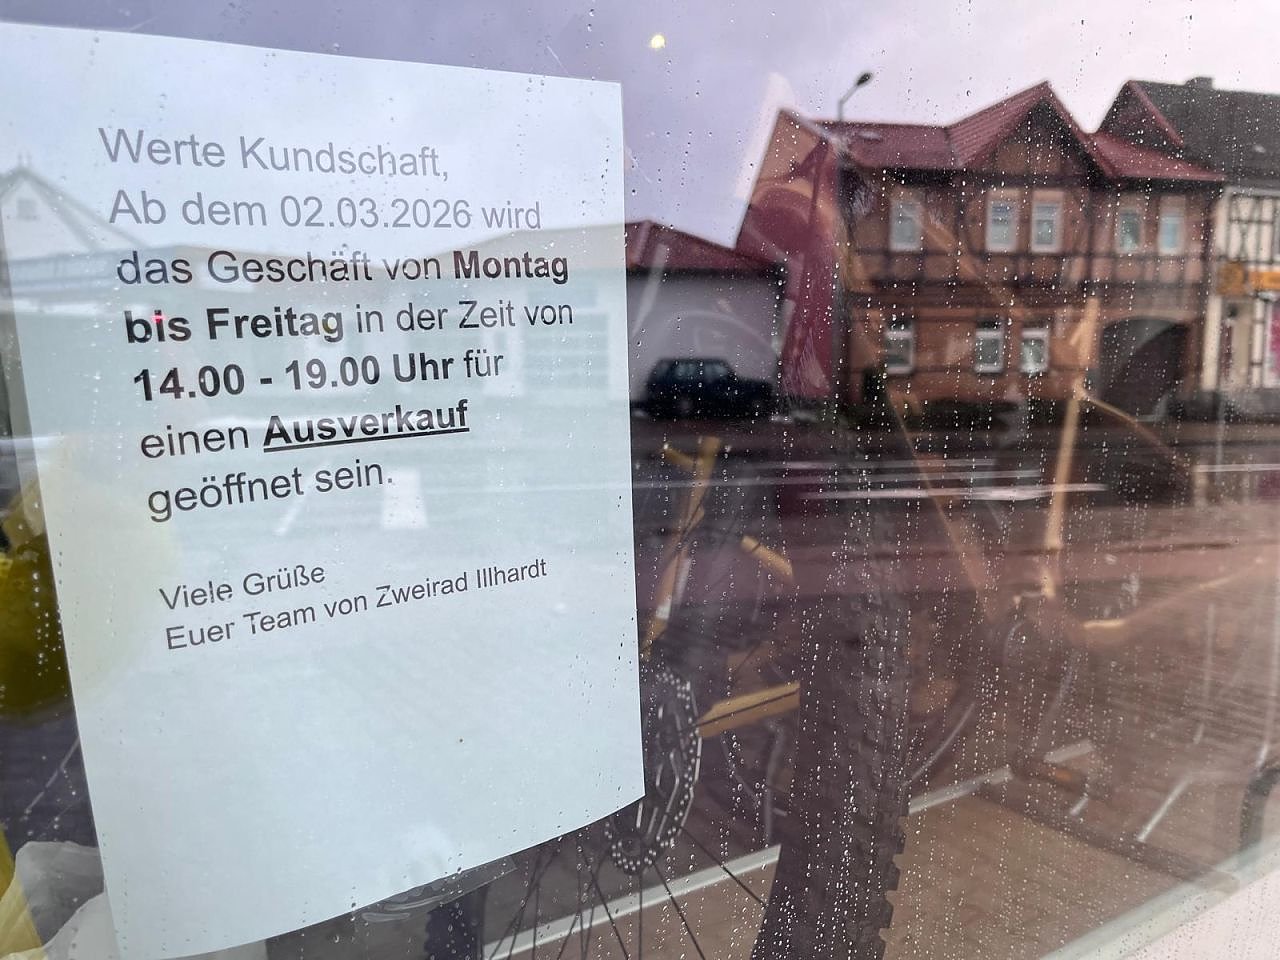 Werte Kundschaft,
Ab dem 02.03.2026 wird
das Geschäft von Montag
bis Freitag in der Zeit von
14.00 - 19.00 Uhr für
einen Ausverkauf
geöffnet sein.
Viele Grüße
Euer Team von Zweirad Illhardt